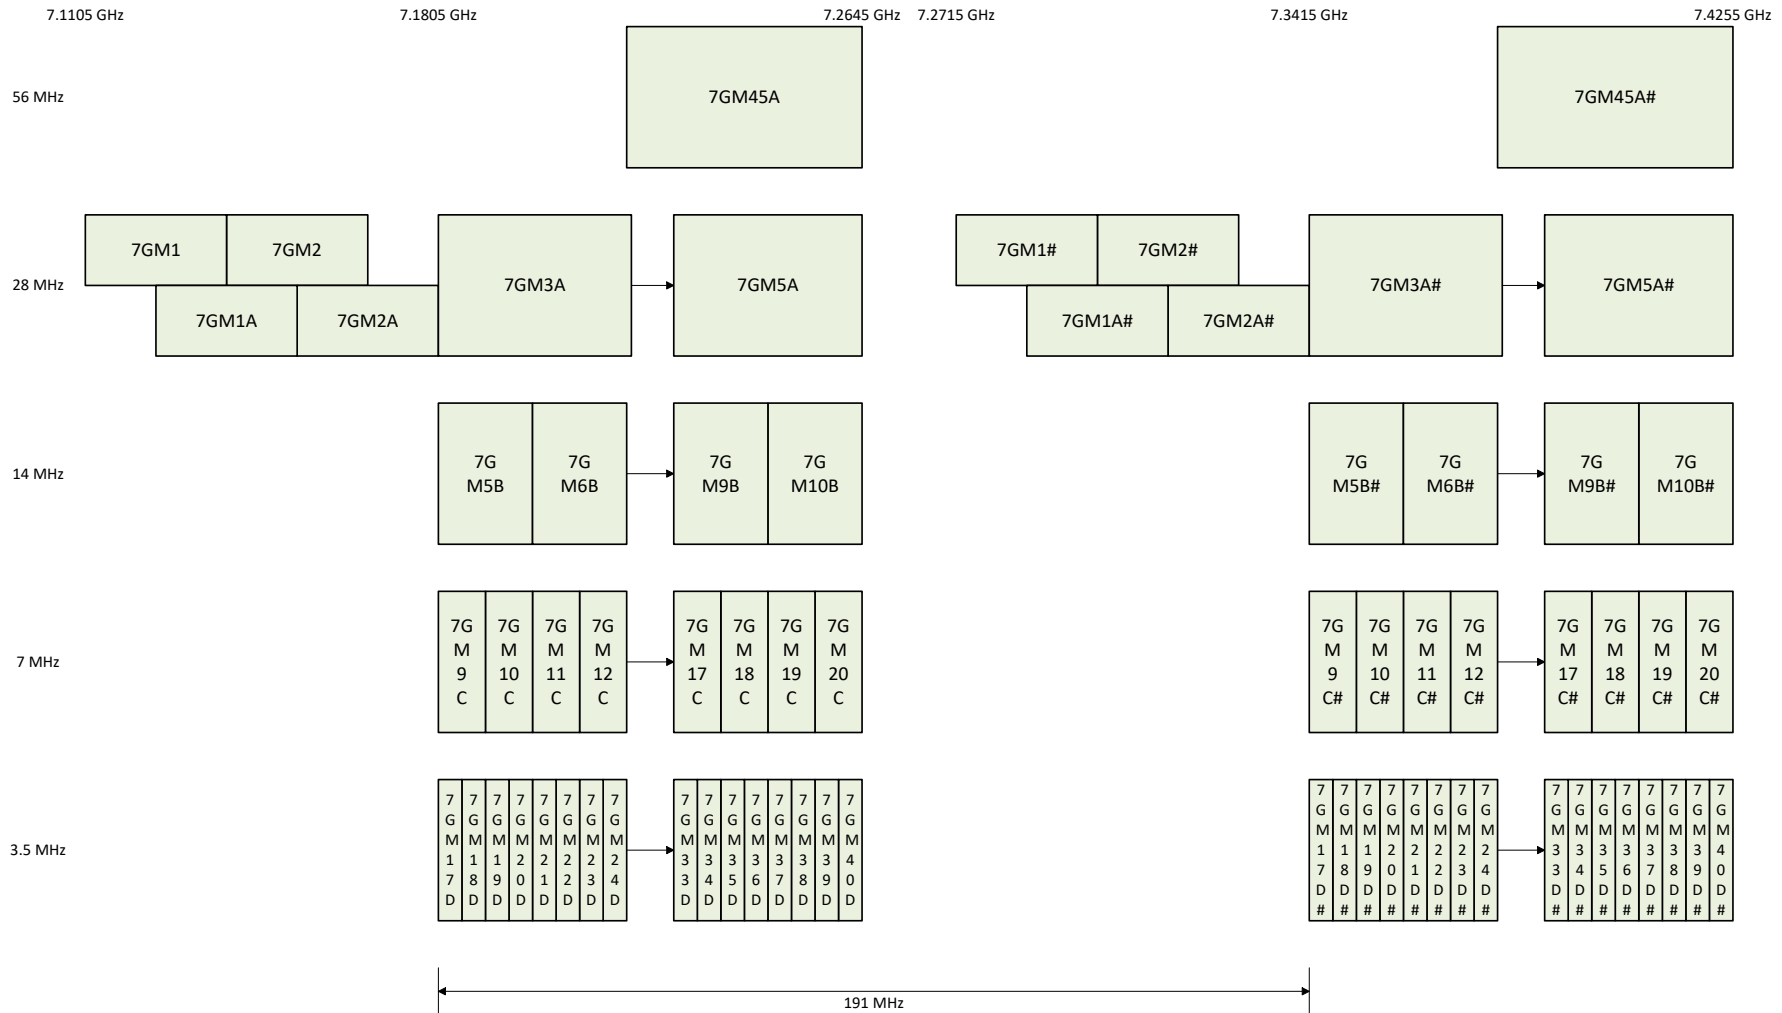 7.1105 GHz
7.1805 GHz
7.2645 GHz
7.2715 GHz
7.3415 GHz
7.4255 GHz
56 MHz
7GM45A
7GM45A#
28 MHz
7GM1
7GM2
7GM1A
7GM2A
7GM3A
7GM5A
7GM1#
7GM2#
7GM1A#
7GM2A#
7GM3A#
7GM5A#
14 MHz
7G
M5B
7G
M6B
7G
M9B
7G
M10B
7G
M5B#
7G
M6B#
7G
M9B#
7G
M10B#
7 MHz
7G
M
9
C
7G
M
10
C
7G
M
11
C
7G
M
12
C
7G
M
17
C
7G
M
18
C
7G
M
19
C
7G
M
20
C
7G
M
9
C#
7G
M
10
C#
7G
M
11
C#
7G
M
12
C#
7G
M
17
C#
7G
M
18
C#
7G
M
19
C#
7G
M
20
C#
3.5 MHz
7GM17D
7GM18D
7GM19D
7GM20D
7GM21D
7GM22D
7GM23D
7GM24D
7GM33D
7GM34D
7GM35D
7GM36D
7GM37D
7GM38D
7GM39D
7GM40D
7GM17D#
7GM18D#
7GM19D#
7GM20D#
7GM21D#
7GM22D#
7GM23D#
7GM24D#
7GM33D#
7GM34D#
7GM35D#
7GM36D#
7GM37D#
7GM38D#
7GM39D#
7GM40D#
191 MHz